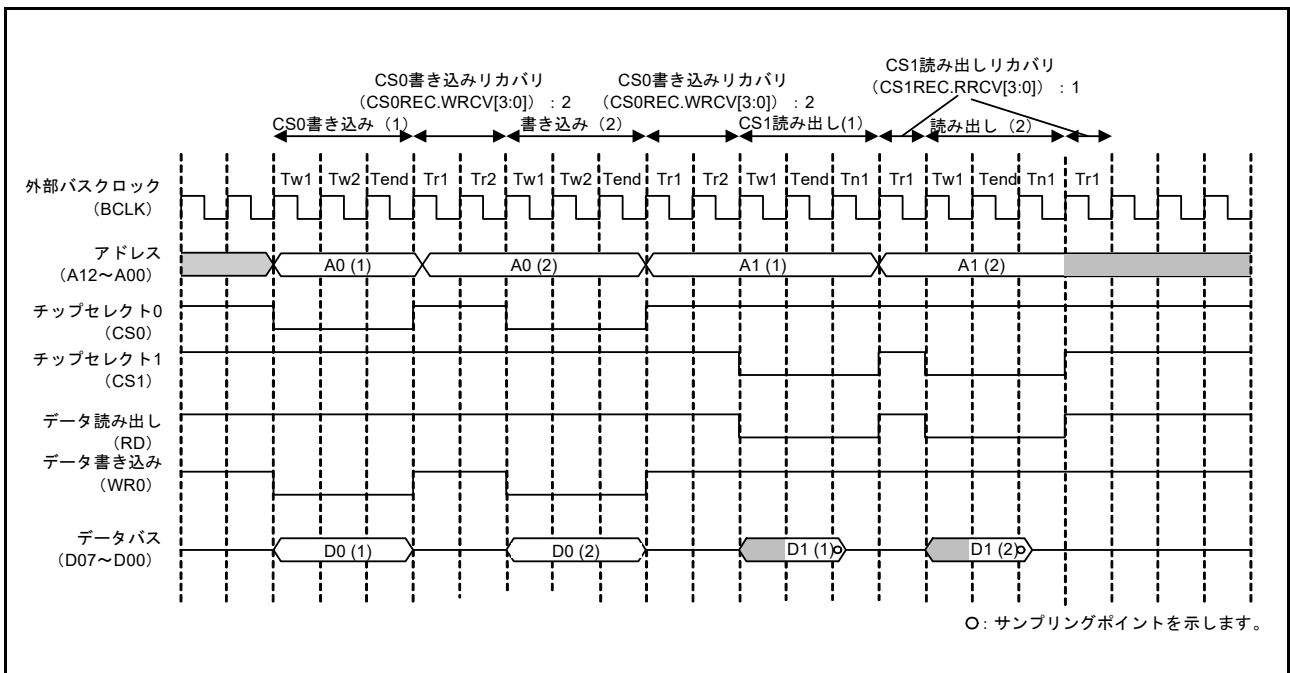 CS0書き込みリカバリ
（CS0REC.WRCV[3:0]）：2
CS0書き込みリカバリ
（CS0REC.WRCV[3:0]）：2
CS1読み出しリカバリ
（CS1REC.RRCV[3:0]）：1
CS0書き込み（1） 書き込み（2） CS1読み出し(1) 読み出し（2）
Tw1 Tw2 Tend Tr1 Tr2 Tw1 Tw2 Tend Tr1 Tr2 Tw1 Tend Tn1 Tr1 Tw1 Tend Tn1 Tr1
外部バスクロック
（BCLK）
アドレス
（A12～A00）
A0 (1) A0 (2) A1 (1) A1 (2)
チップセレクト0
（CS0）
チップセレクト1
（CS1）
データ読み出し
（RD）
データ書き込み
（WR0）
データバス
（D07～D00）
D0 (1) D0 (2) D1 (1) D1 (2)
○：サンプリングポイントを示します。